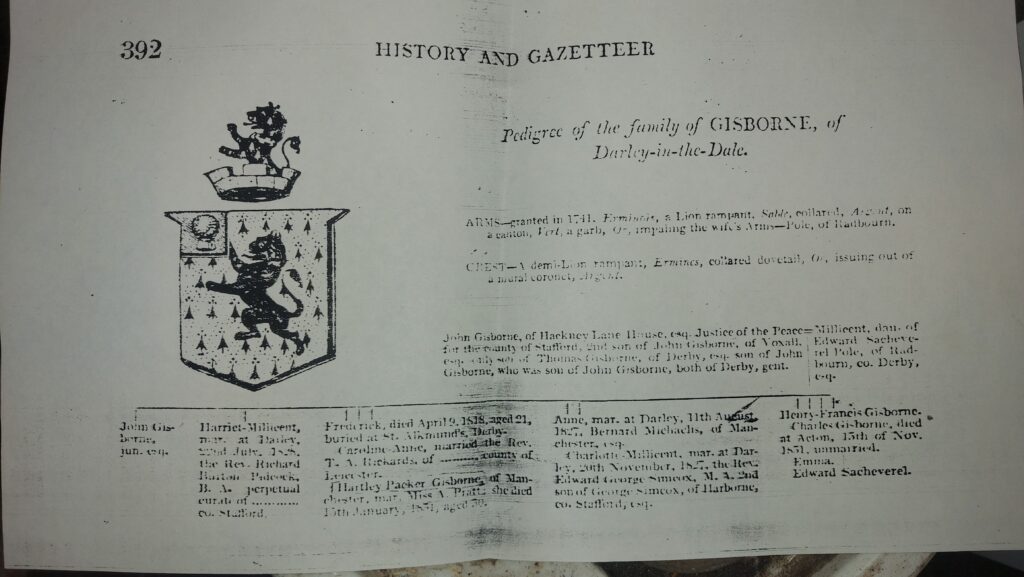 392
HISTORY AND GAZETTEER
Pedigree of the family of GISBORNE, of
Darley-in-the-Dale.
ARMS—granted in 1741. Erminois, a Lion rampant, Sable, collared, Argent, on
a canton, Vert, a garb, Or, impaling the wife's Arms—Pole, of Radbourn.
CREST—A demi-Lion rampant, Ermines, collared dovetail, Or, issuing out of
a mural coronet, Argent.
John Gisborne, of Hackney Lane House, esq. Justice of the Peace=
for the county of Stafford, 2nd son of John Gisborne, of Yoxall,
esq. only son of Thomas Gisborne, of Derby, esq. son of John
Gisborne, who was son of John Gisborne, both of Derby, gent.
Millicent, dau. of
Edward Sacheve-
rel Pole, of Rad-
bourn, co. Derby,
esq.
John Gis-
borne,
jun. esq.
Harriet-Millicent,
mar. at Darley,
22nd July, 1828,
the Rev. Richard
Burton
B. A. perpetual
curate of ............
co. Stafford.
Frederick, died April 9, 1818, aged 21,
buried at St. Alkmund's, Derby.
Caroline-Anne, married the Rev.
T. A. Rickards, of ............ county of
Leicester.
Hartley Packer Gisborne, of Man-
chester, mar. Miss A. Pratt, she died
15th January, 1831, aged 30.
Anne, mar. at Darley, 11th August,
1827, Bernard Michaels, of Man-
chester, esq.
Charlotte-Millicent, mar. at Dar-
ley, 20th November, 1827, the Rev.
Edward George Simcox, M. A. 2nd
son of George Simcox, of Harborne,
co. Stafford, esq.
Henry-Francis Gisborne.
Charles Gisborne, died
at Acton, 15th of Nov.
1831, unmarried.
Emma.
Edward Sacheverel.